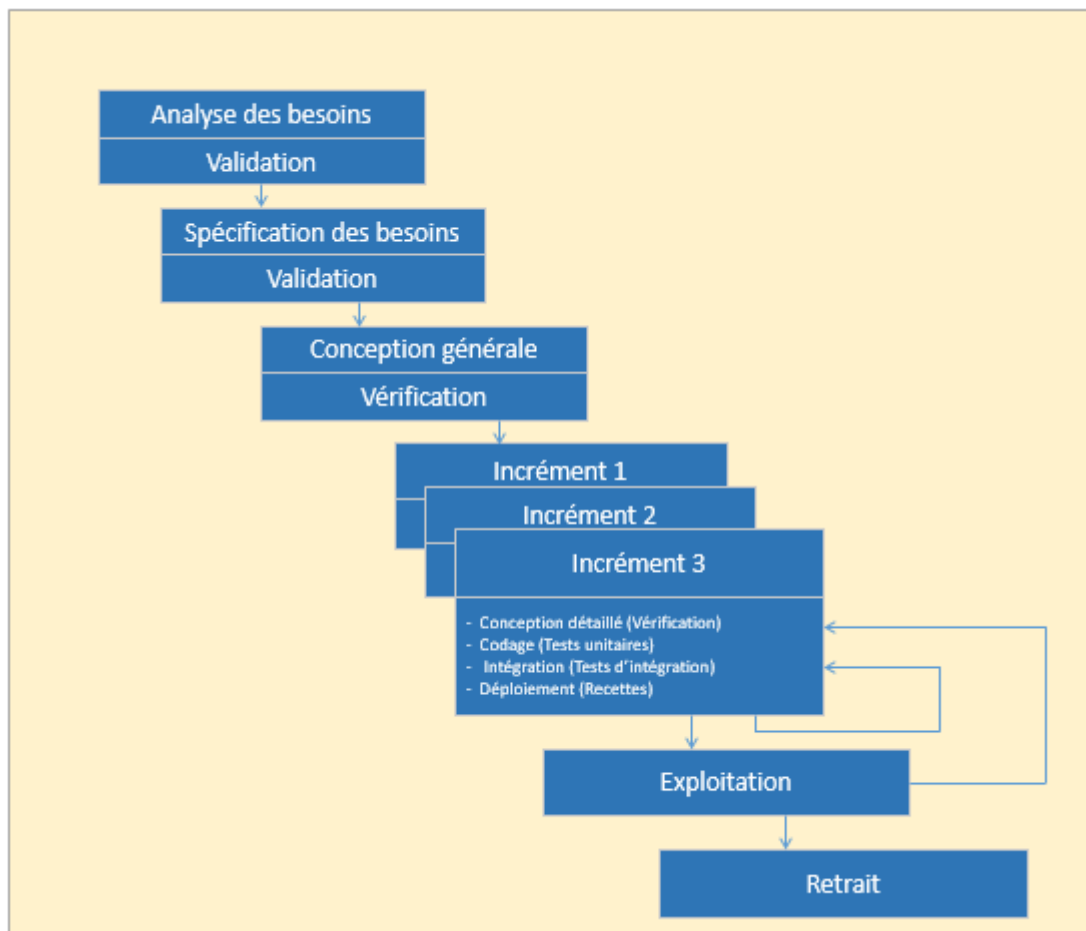 Analyse des besoins
Validation
Spécification des besoins
Validation
Conception générale
Vérification
Incrément 1
Incrément 2
Incrément 3
- Conception détaillé (Vérification)
- Codage (Tests unitaires)
- Intégration (Tests d'intégration)
- Déploiement (Recettes)
Exploitation
Retrait